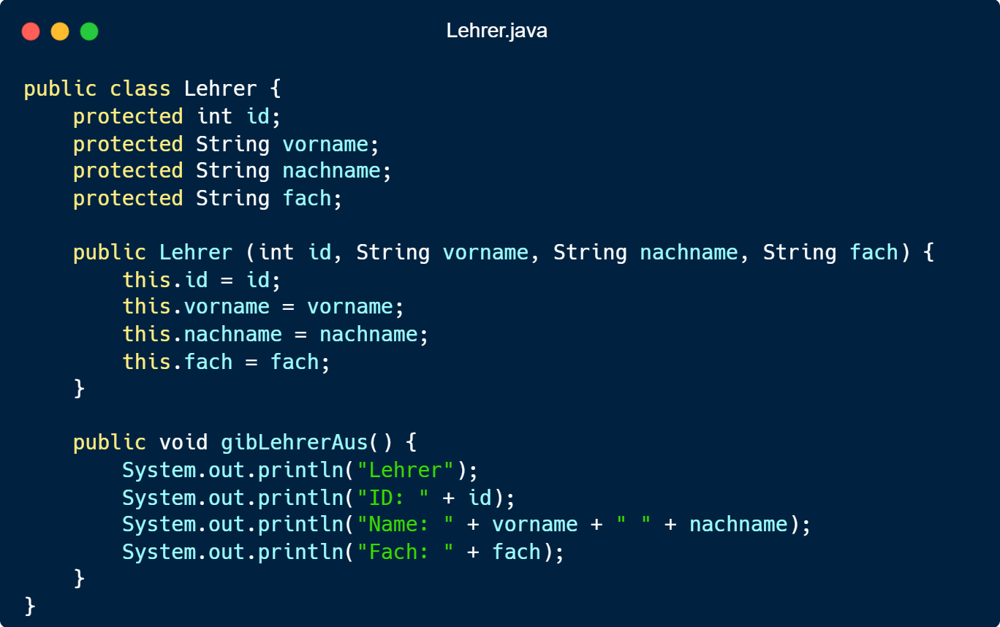 Lehrer.java
public class Lehrer {
    protected int id;
    protected String vorname;
    protected String nachname;
    protected String fach;

    public Lehrer (int id, String vorname, String nachname, String fach) {
        this.id = id;
        this.vorname = vorname;
        this.nachname = nachname;
        this.fach = fach;
    }

    public void gibLehrerAus() {
        System.out.println("Lehrer");
        System.out.println("ID: " + id);
        System.out.println("Name: " + vorname + " " + nachname);
        System.out.println("Fach: " + fach);
    }
}